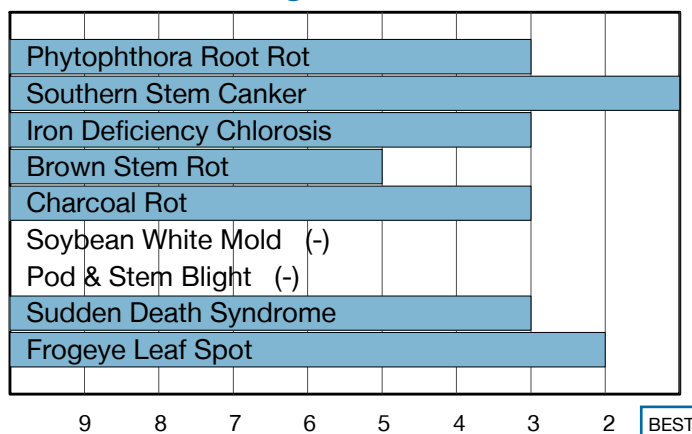 Phytophthora Root Rot
Southern Stem Canker
Iron Deficiency Chlorosis
Brown Stem Rot
Charcoal Rot
Soybean White Mold (-)
Pod & Stem Blight (-)
Sudden Death Syndrome
Frogeye Leaf Spot
9 8 7 6 5 4 3 2 BEST